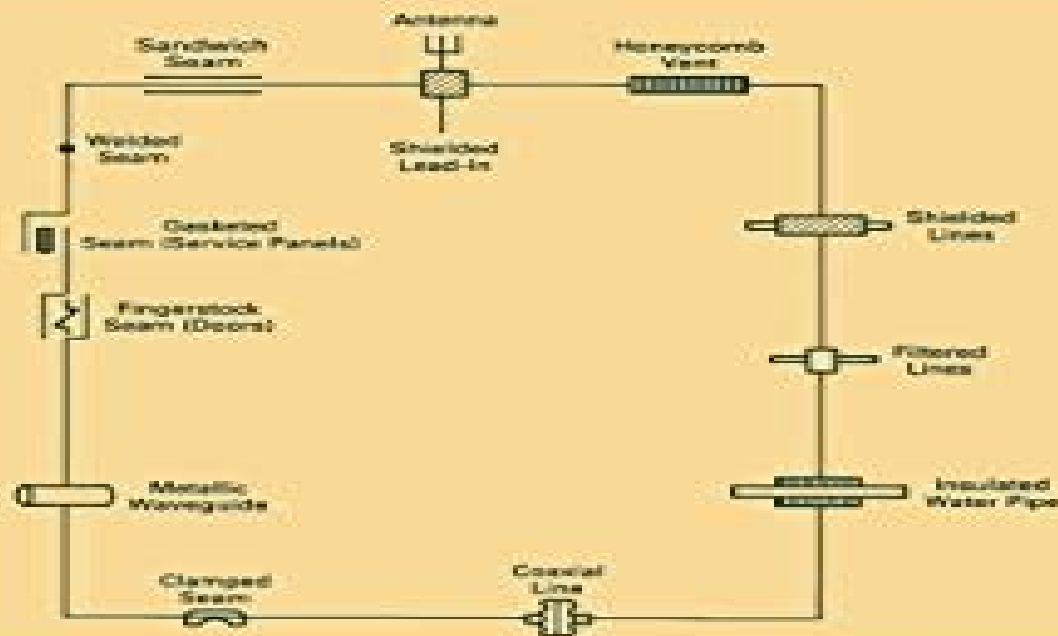 Antenna
Sandwich
Seam
Honeycomb
Vent
Welded
Seam
Shielded
Lead-In
Gasketed
Seam (Service Panels)
Shielded
Lines
Fingerstock
Seam (Doors)
Filtered
Lines
Metallic
Waveguide
Insulated
Water Pipe
Clamped
Seam
Coaxial
Line